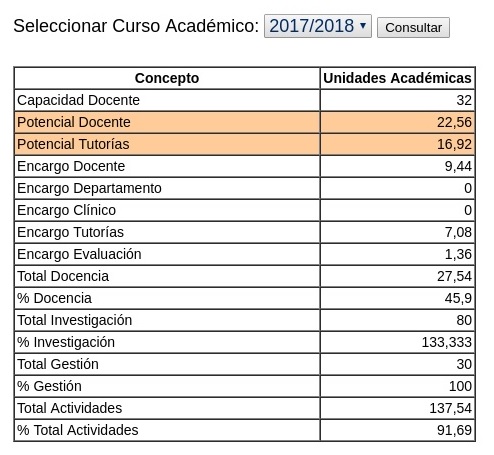 Seleccionar Curso Académico: 2017/2018 Consultar
Concepto Unidades Académicas
Capacidad Docente 32
Potencial Docente 22,56
Potencial Tutorías 16,92
Encargo Docente 9,44
Encargo Departamento 0
Encargo Clínico 0
Encargo Tutorías 7,08
Encargo Evaluación 1,36
Total Docencia 27,54
% Docencia 45,9
Total Investigación 80
% Investigación 133,333
Total Gestión 30
% Gestión 100
Total Actividades 137,54
% Total Actividades 91,69